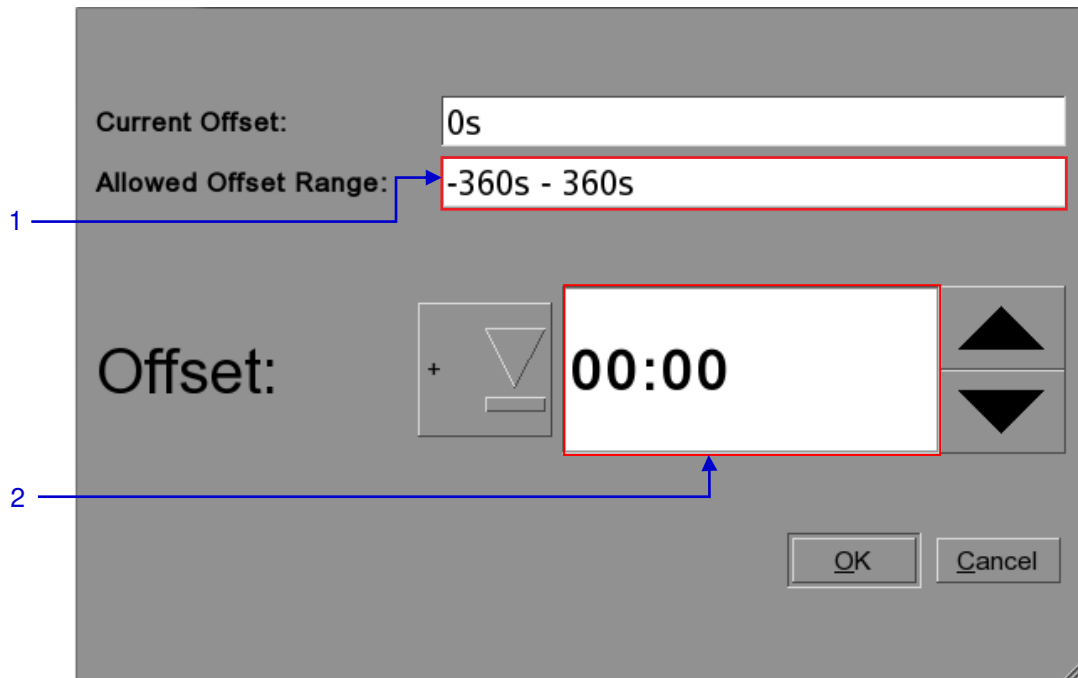 Current Offset: 0s
Allowed Offset Range: -360s - 360s
1
Offset: + 00:00
2
OK Cancel